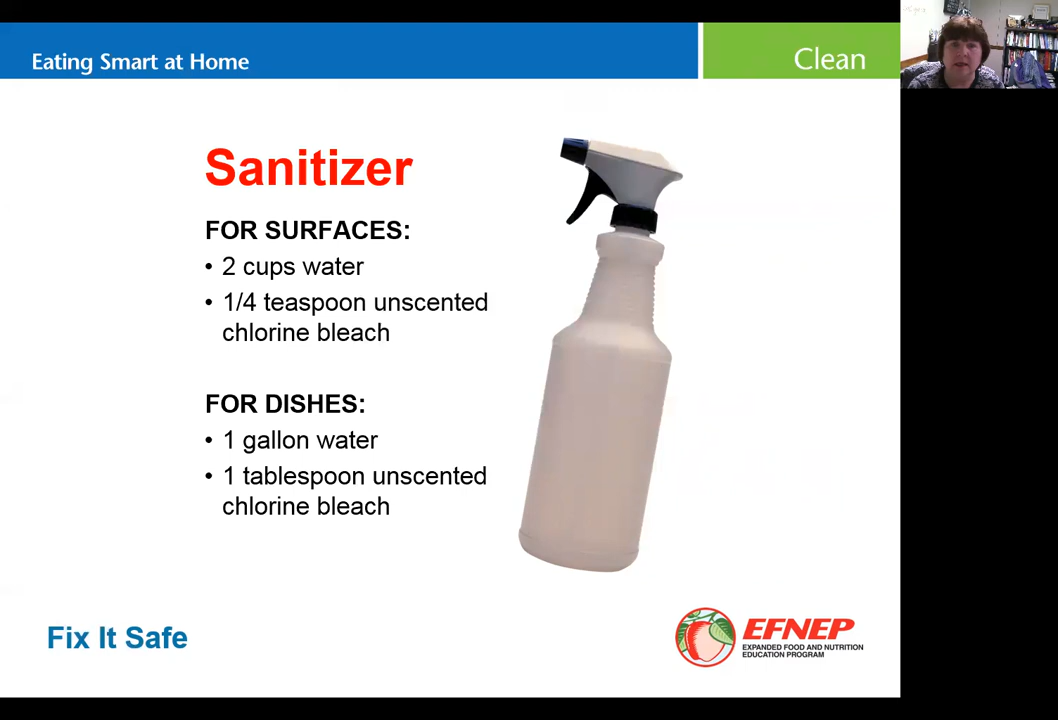 Eating Smart at Home
Clean
Sanitizer
FOR SURFACES:
• 2 cups water
• 1/4 teaspoon unscented
chlorine bleach
FOR DISHES:
• 1 gallon water
• 1 tablespoon unscented
chlorine bleach
Fix It Safe
EFNEP
EXPANDED FOOD AND NUTRITION
EDUCATION PROGRAM